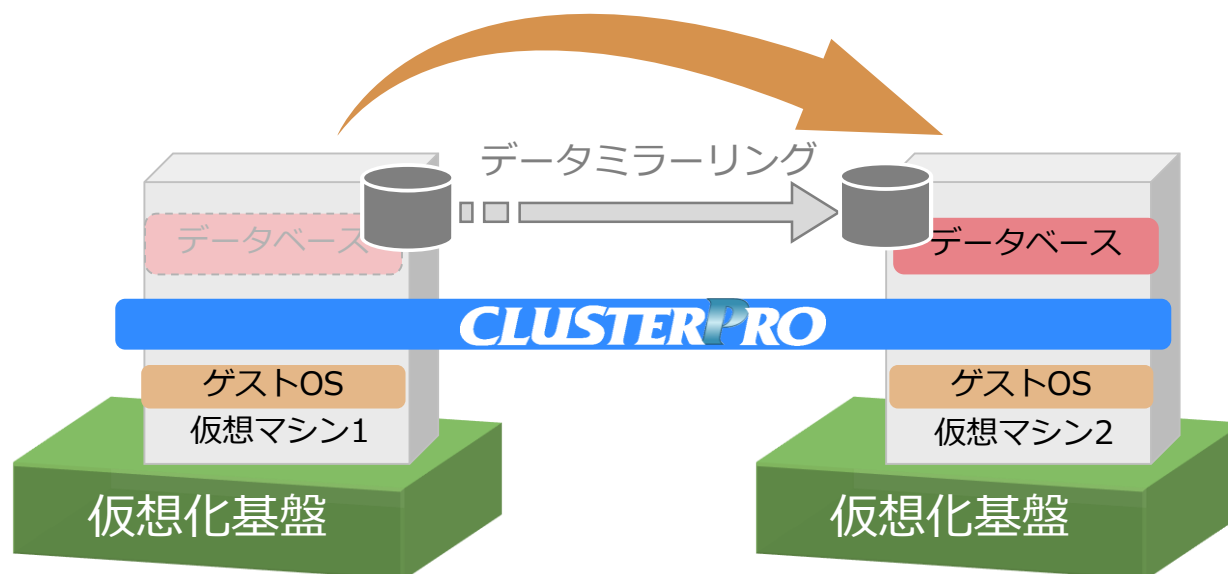 データミラーリング
データベース
データベース
CLUSTERPRO
ゲストOS
ゲストOS
仮想マシン1
仮想マシン2
仮想化基盤
仮想化基盤